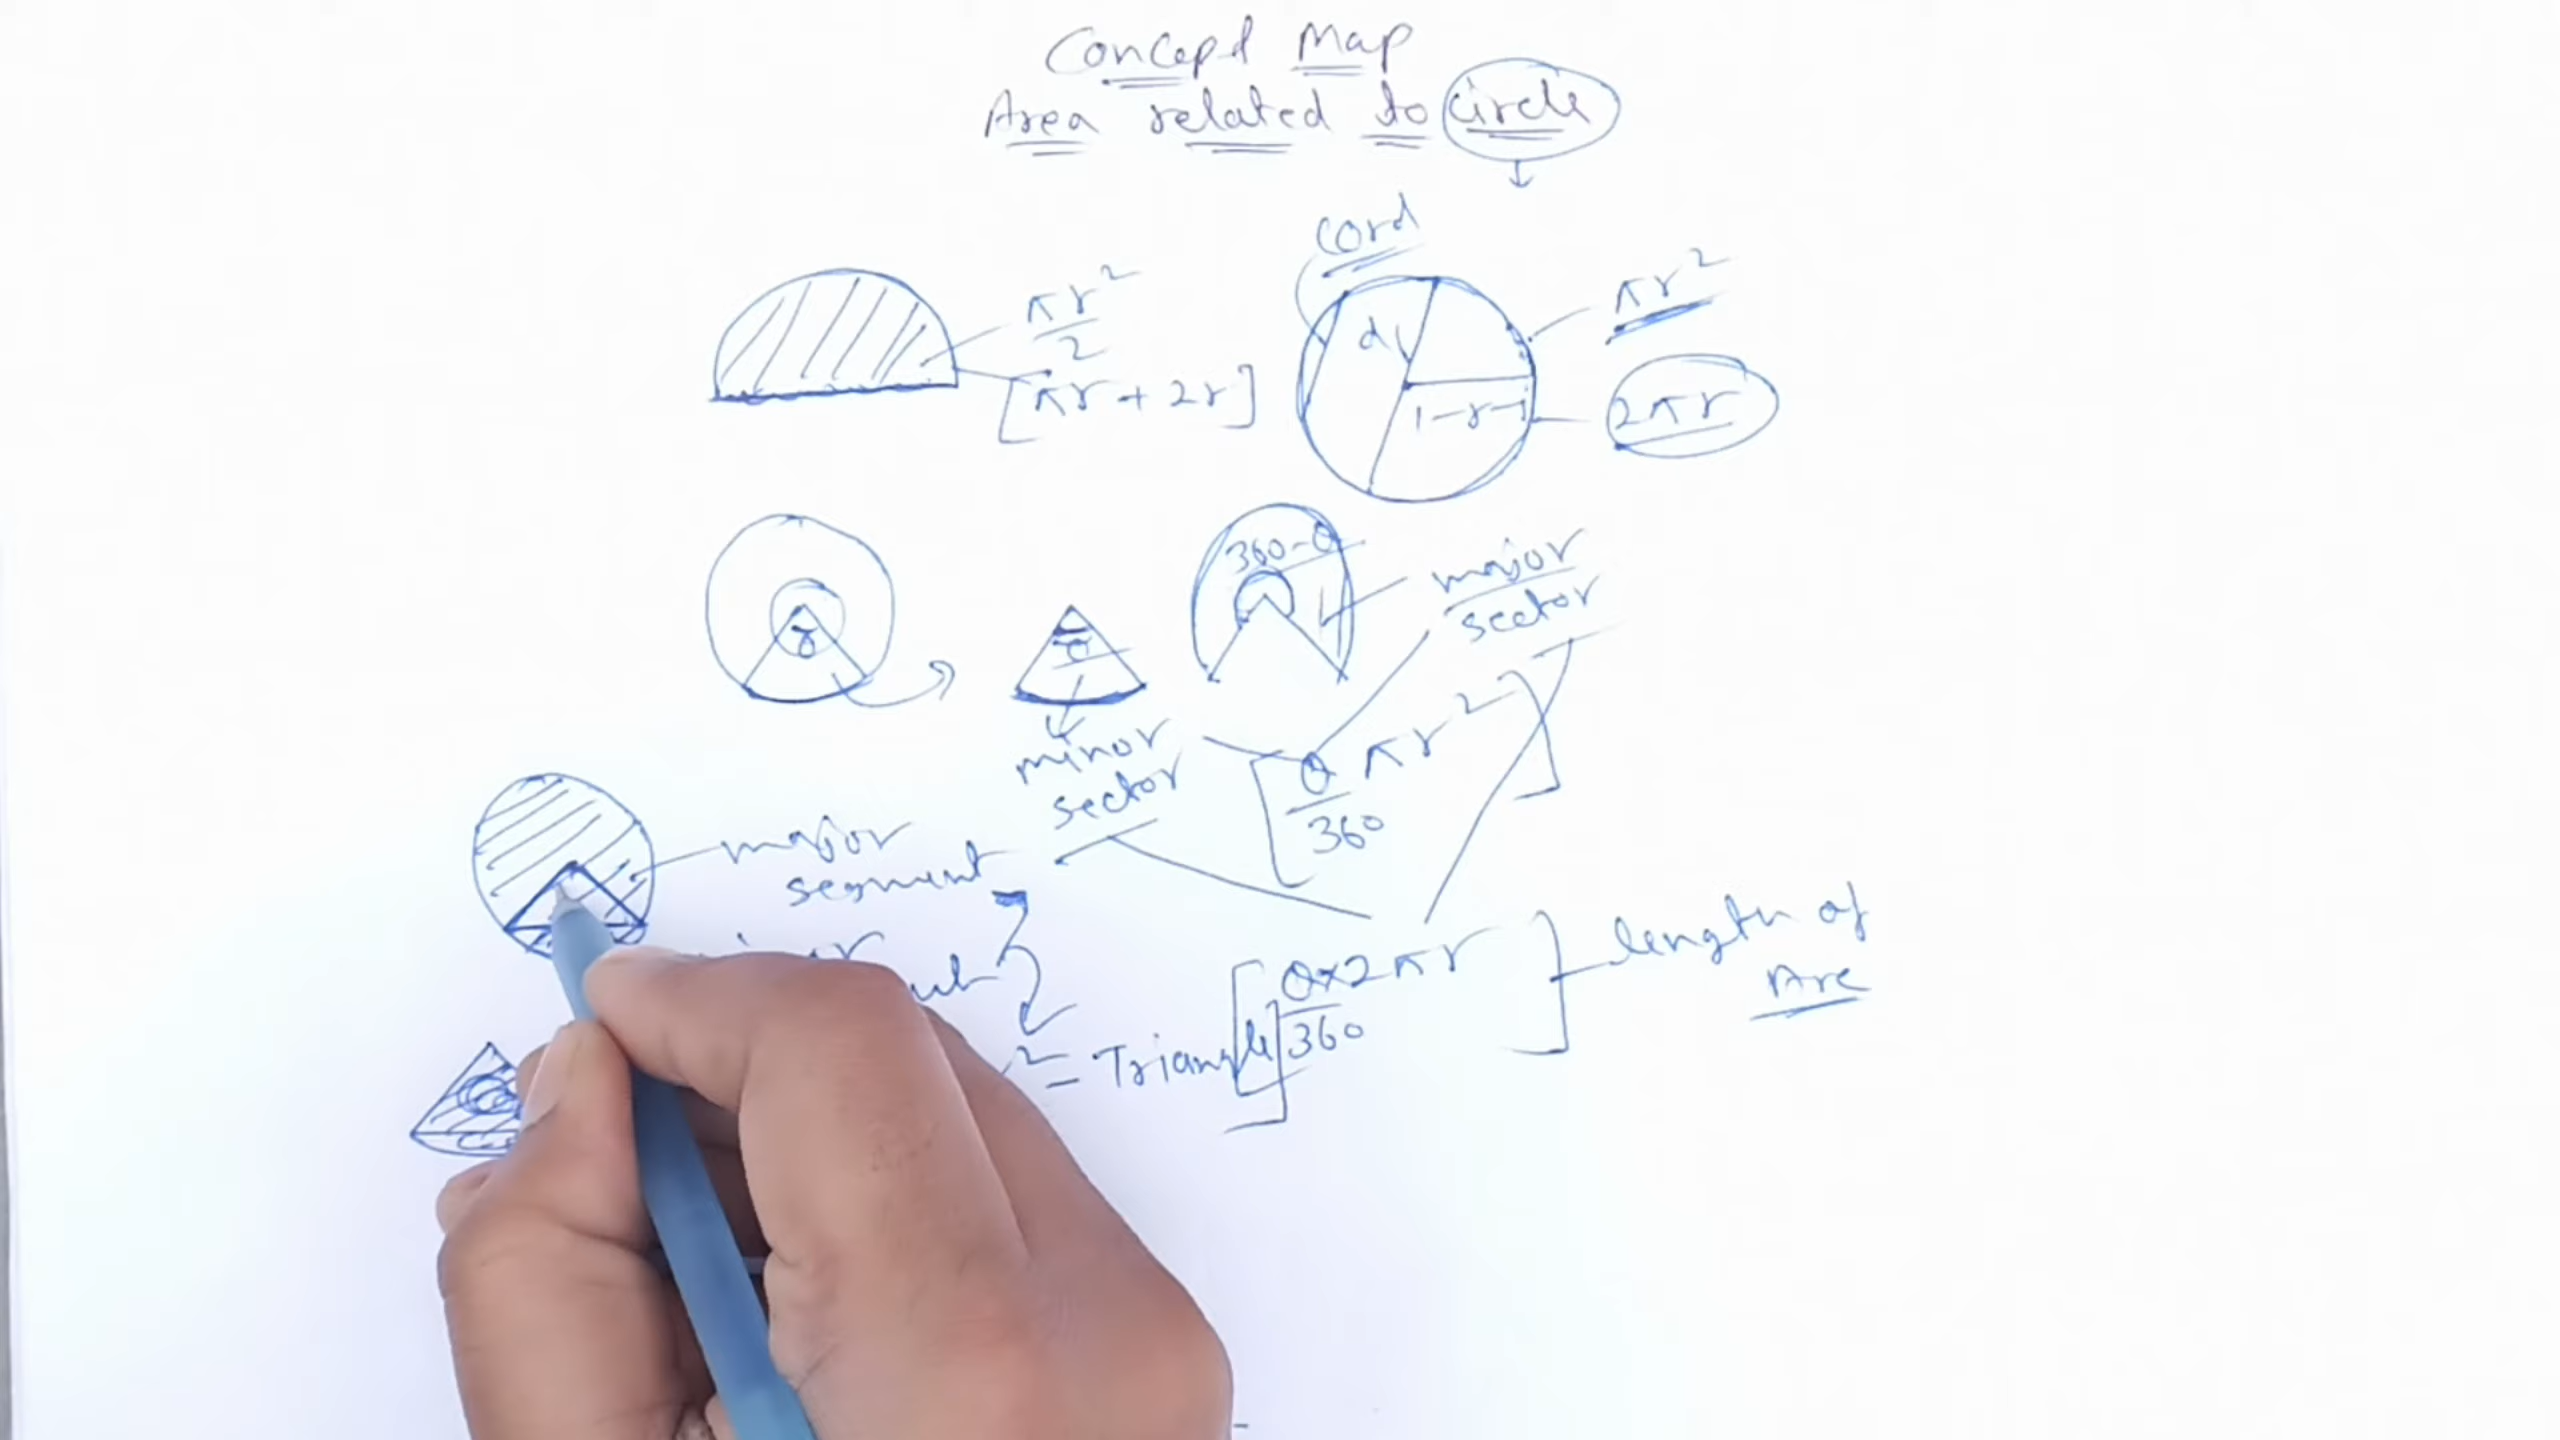 Concept Map
Area related to circle
cord
πr²
2
[πr + 2r]
d
r
πr²
2πr
360-θ
major
sector
θ
minor
sector
[θ
360
πr²]
major
segment
[θ×2πr
360
]
length of
Arc
² = Triangle]